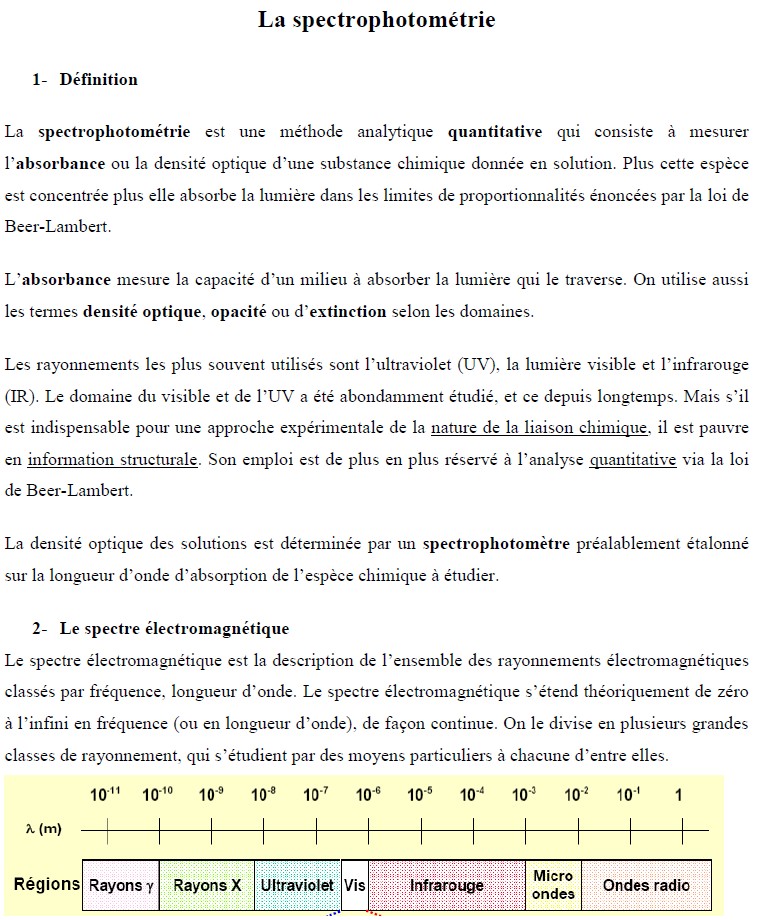 La spectrophotométrie
1- Définition
La spectrophotométrie est une méthode analytique quantitative qui consiste à mesurer
l’absorbance ou la densité optique d’une substance chimique donnée en solution. Plus cette espèce
est concentrée plus elle absorbe la lumière dans les limites de proportionnalités énoncées par la loi de
Beer-Lambert.
L’absorbance mesure la capacité d’un milieu à absorber la lumière qui le traverse. On utilise aussi
les termes densité optique, opacité ou d’extinction selon les domaines.
Les rayonnements les plus souvent utilisés sont l’ultraviolet (UV), la lumière visible et l’infrarouge
(IR). Le domaine du visible et de l’UV a été abondamment étudié, et ce depuis longtemps. Mais s’il
est indispensable pour une approche expérimentale de la nature de la liaison chimique, il est pauvre
en information structurale. Son emploi est de plus en plus réservé à l’analyse quantitative via la loi
de Beer-Lambert.
La densité optique des solutions est déterminée par un spectrophotomètre préalablement étalonné
sur la longueur d’onde d’absorption de l’espèce chimique à étudier.
2- Le spectre électromagnétique
Le spectre électromagnétique est la description de l’ensemble des rayonnements électromagnétiques
classés par fréquence, longueur d’onde. Le spectre électromagnétique s’étend théoriquement de zéro
à l’infini en fréquence (ou en longueur d’onde), de façon continue. On le divise en plusieurs grandes
classes de rayonnement, qui s’étudient par des moyens particuliers à chacune d’entre elles.
10⁻¹¹ 10⁻¹⁰ 10⁻⁹ 10⁻⁸ 10⁻⁷ 10⁻⁶ 10⁻⁵ 10⁻⁴ 10⁻³ 10⁻² 10⁻¹ 1
λ (m)
Régions Rayons γ Rayons X Ultraviolet Vis Infrarouge Micro ondes Ondes radio